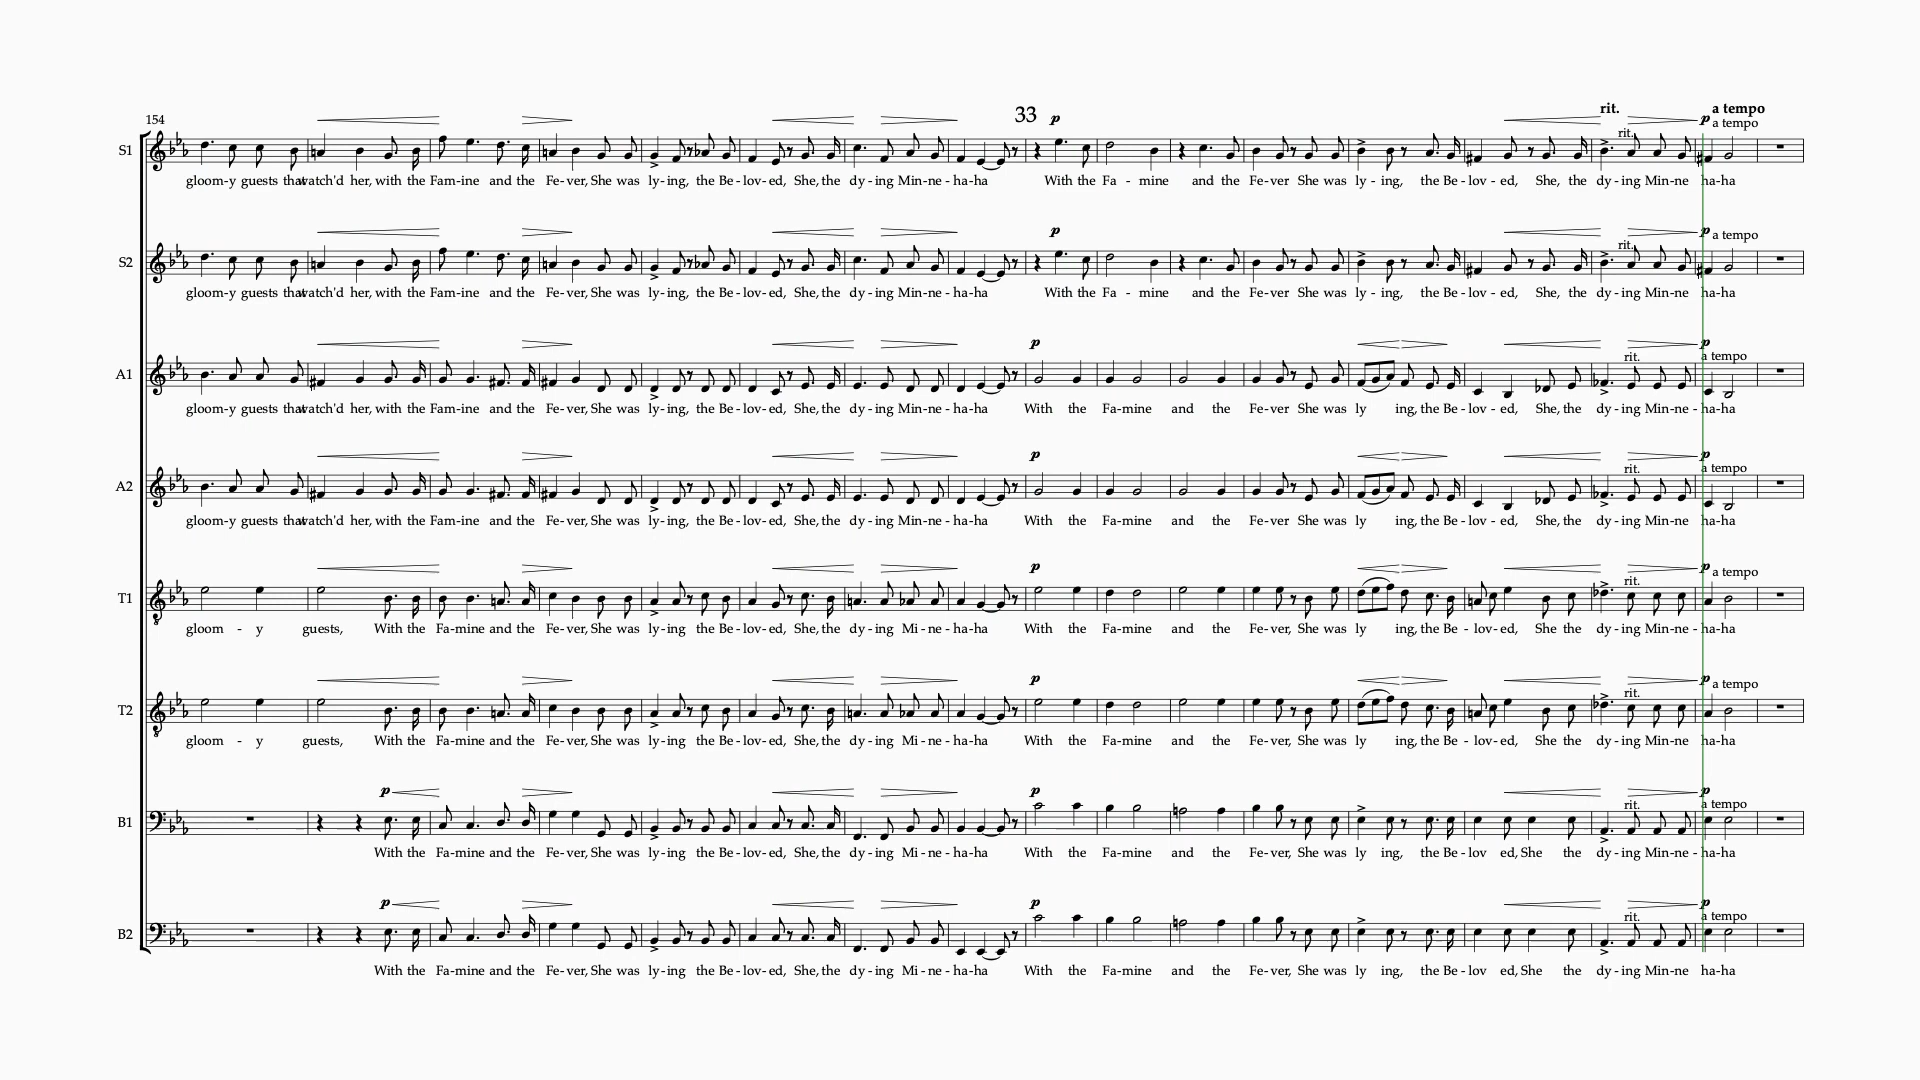 33
rit. a tempo
154 p p a tempo
rit.
S1
gloom-y guests that watch'd her, with the Fam-ine and the Fe-ver, She was ly-ing, the Be-lov-ed, She, the dy-ing Min-ne-ha-ha With the Fa-mine and the Fever She was ly-ing, the Be-lov-ed, She, the dy-ing Min-ne ha-ha
p p a tempo
rit.
S2
gloom-y guests that watch'd her, with the Fam-ine and the Fe-ver, She was ly-ing, the Be-lov-ed, She, the dy-ing Min-ne-ha-ha With the Fa-mine and the Fever She was ly-ing, the Be-lov-ed, She, the dy-ing Min-ne ha-ha
p p
rit. a tempo
A1
gloom-y guests that watch'd her, with the Fam-ine and the Fe-ver, She was ly-ing, the Be-lov-ed, She, the dy-ing Min-ne-ha-ha With the Fa-mine and the Fe-ver She was ly ing, the Be-lov-ed, She, the dy-ing Min-ne-ha-ha
p p
rit. a tempo
A2
gloom-y guests that watch'd her, with the Fam-ine and the Fe-ver, She was ly-ing, the Be-lov-ed, She, the dy-ing Min-ne-ha-ha With the Fa-mine and the Fe-ver She was ly ing, the Be-lov-ed, She, the dy-ing Min-ne ha-ha
p p a tempo
rit.
T1
gloom - y guests, With the Fa-mine and the Fe-ver, She was ly-ing the Be-lov-ed, She, the dy-ing Mi-ne-ha-ha With the Fa-mine and the Fe-ver, She was ly ing, the Be-lov-ed, She the dy-ing Min-ne-ha-ha
p p a tempo
rit.
T2
gloom - y guests, With the Fa-mine and the Fe-ver, She was ly-ing the Be-lov-ed, She, the dy-ing Mi-ne-ha-ha With the Fa-mine and the Fe-ver, She was ly ing, the Be-lov-ed, She the dy-ing Min-ne ha-ha
p p p
rit. a tempo
B1
With the Fa-mine and the Fe-ver, She was ly-ing the Be-lov-ed, She, the dy-ing Mi-ne-ha-ha With the Fa-mine and the Fe-ver, She was ly ing, the Be-lov ed, She the dy-ing Min-ne-ha-ha
p p p
rit. a tempo
B2
With the Fa-mine and the Fe-ver, She was ly-ing the Be-lov-ed, She, the dy-ing Mi-ne-ha-ha With the Fa-mine and the Fe-ver, She was ly ing, the Be-lov ed, She the dy-ing Min-ne ha-ha